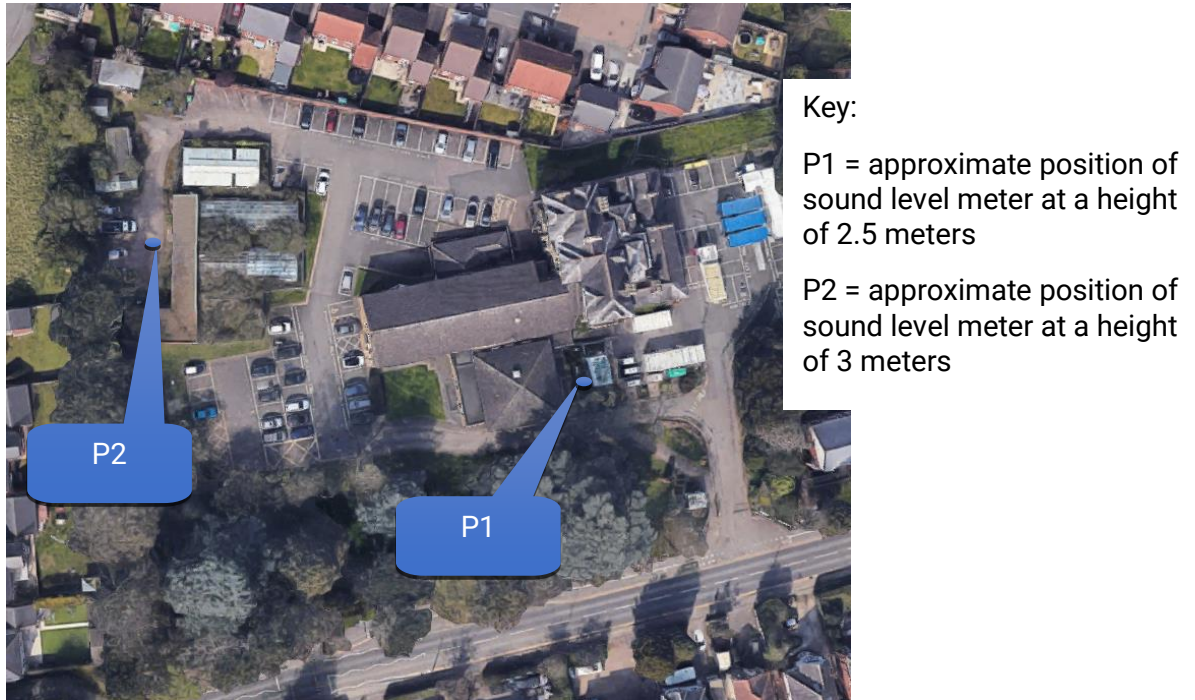 Key:
P1 = approximate position of
sound level meter at a height
of 2.5 meters
P2 = approximate position of
sound level meter at a height
of 3 meters
P2
P1